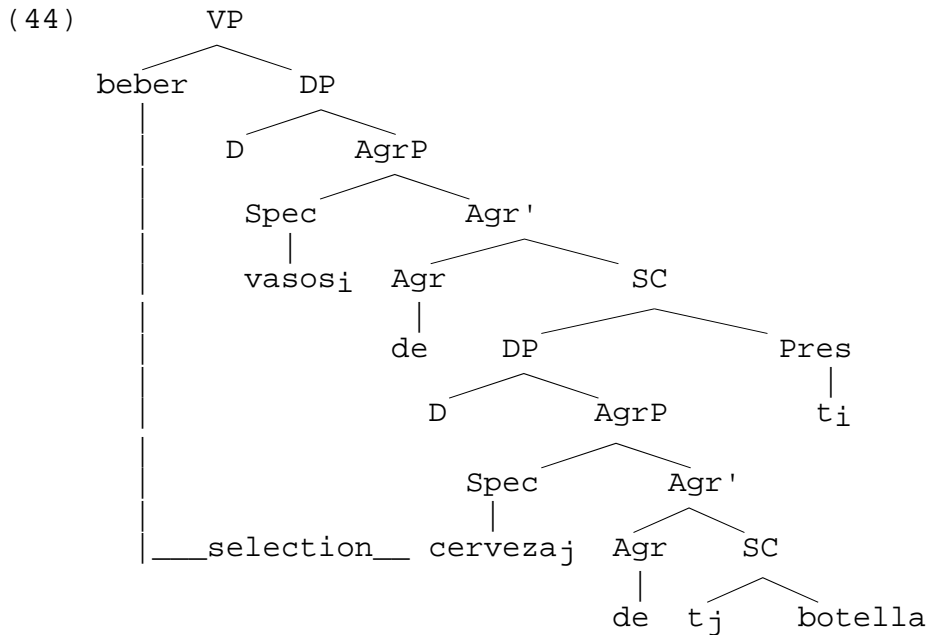 (44) VP
beber DP
D AgrP
Spec Agr'
vasosi Agr SC
de DP Pres
D AgrP ti
Spec Agr'
|___selection__ cervezaj Agr SC
de tj botella